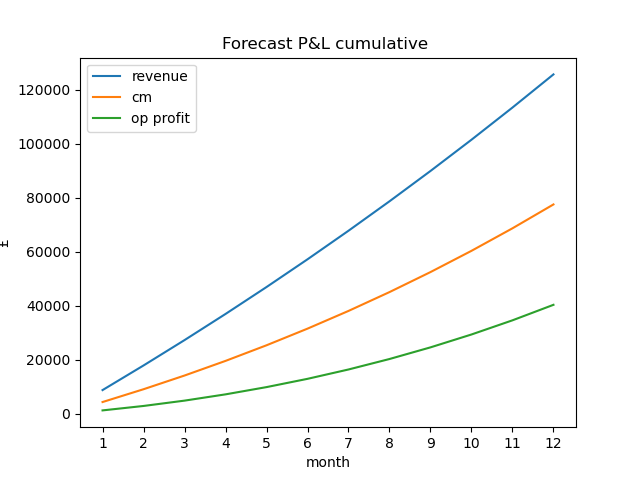 Forecast P&L cumulative
revenue
cm
op profit
120000
100000
80000
60000
40000
20000
0
£
1 2 3 4 5 6 7 8 9 10 11 12
month